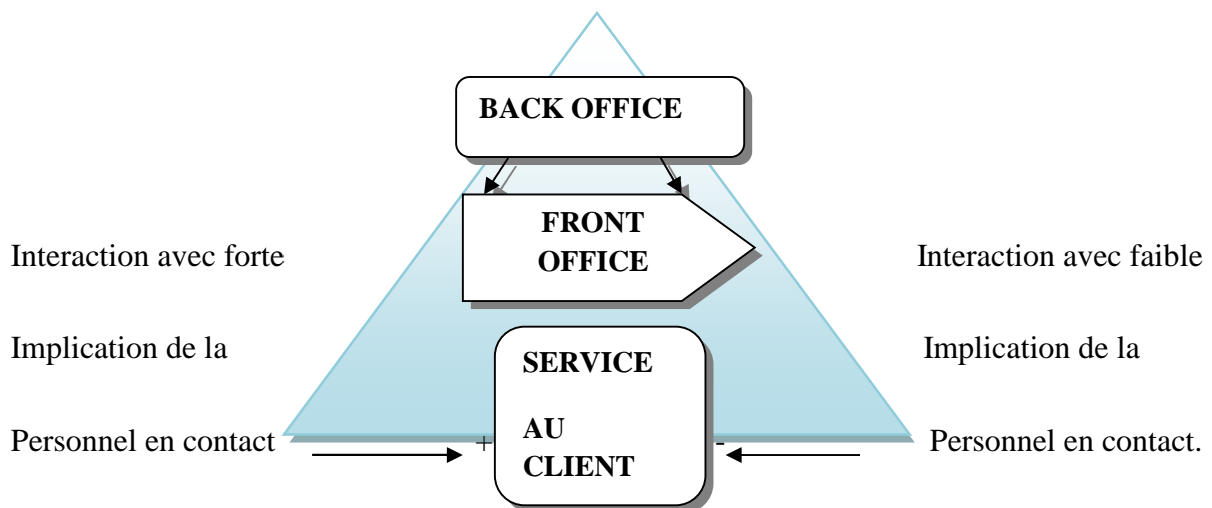 BACK OFFICE
FRONT
OFFICE
Interaction avec forte
Interaction avec faible
Implication de la
Implication de la
SERVICE
Personnel en contact
+
AU
-
Personnel en contact.
CLIENT